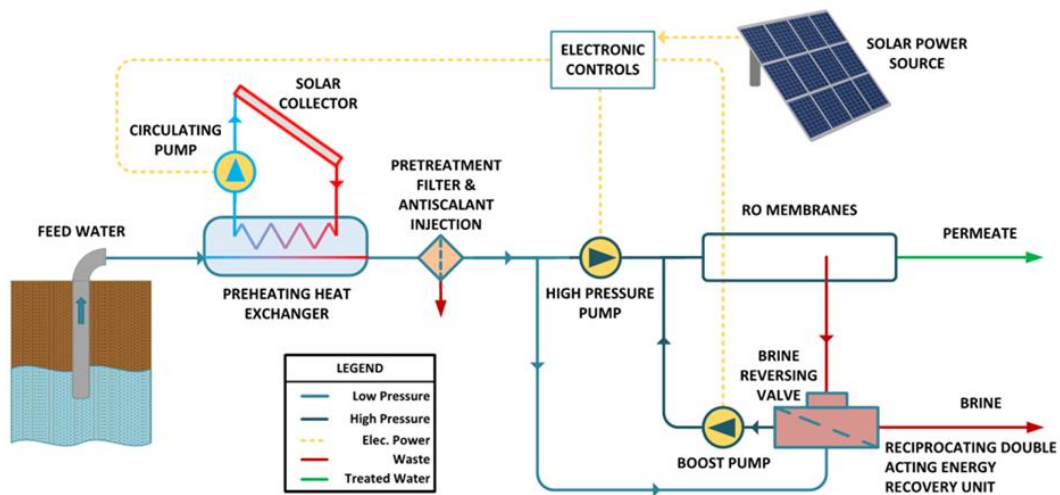 ELECTRONIC
CONTROLS
SOLAR POWER
SOURCE
SOLAR
COLLECTOR
CIRCULATING
PUMP
PRETREATMENT
FILTER &
ANTISCALANT
INJECTION
FEED WATER
RO MEMBRANES
PERMEATE
PREHEATING HEAT
EXCHANGER
HIGH PRESSURE
PUMP
LEGEND
Low Pressure
High Pressure
Elec. Power
Waste
Treated Water
BRINE
REVERSING
VALVE
BRINE
BOOST PUMP
RECIPROCATING DOUBLE
ACTING ENERGY
RECOVERY UNIT